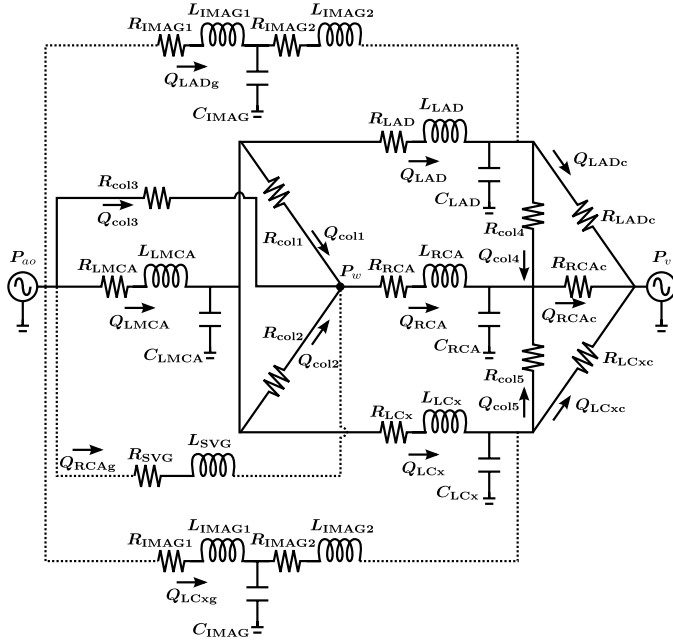 L_IMAG1 L_IMAG2
R_IMAG1 R_IMAG2
Q_LADg
C_IMAG
L_LAD
R_LAD
Q_LADc
Q_LAD
R_col3
C_LAD
R_LADc
Q_col3
R_col1
Q_col1
R_col4
P_ao
L_LMCA
L_RCA
Q_col4
P_v
R_LMCA
P_w
R_RCA
R_RCAc
Q_LMCA
Q_RCA
Q_RCAc
C_LMCA
R_col2
Q_col2
C_RCA
R_LCxc
R_col5
L_LCx
Q_col5
Q_LCxc
R_LCx
L_SVG
R_SVG
Q_RCAg
Q_LCx
C_LCx
L_IMAG1 L_IMAG2
R_IMAG1 R_IMAG2
Q_LCxg
C_IMAG